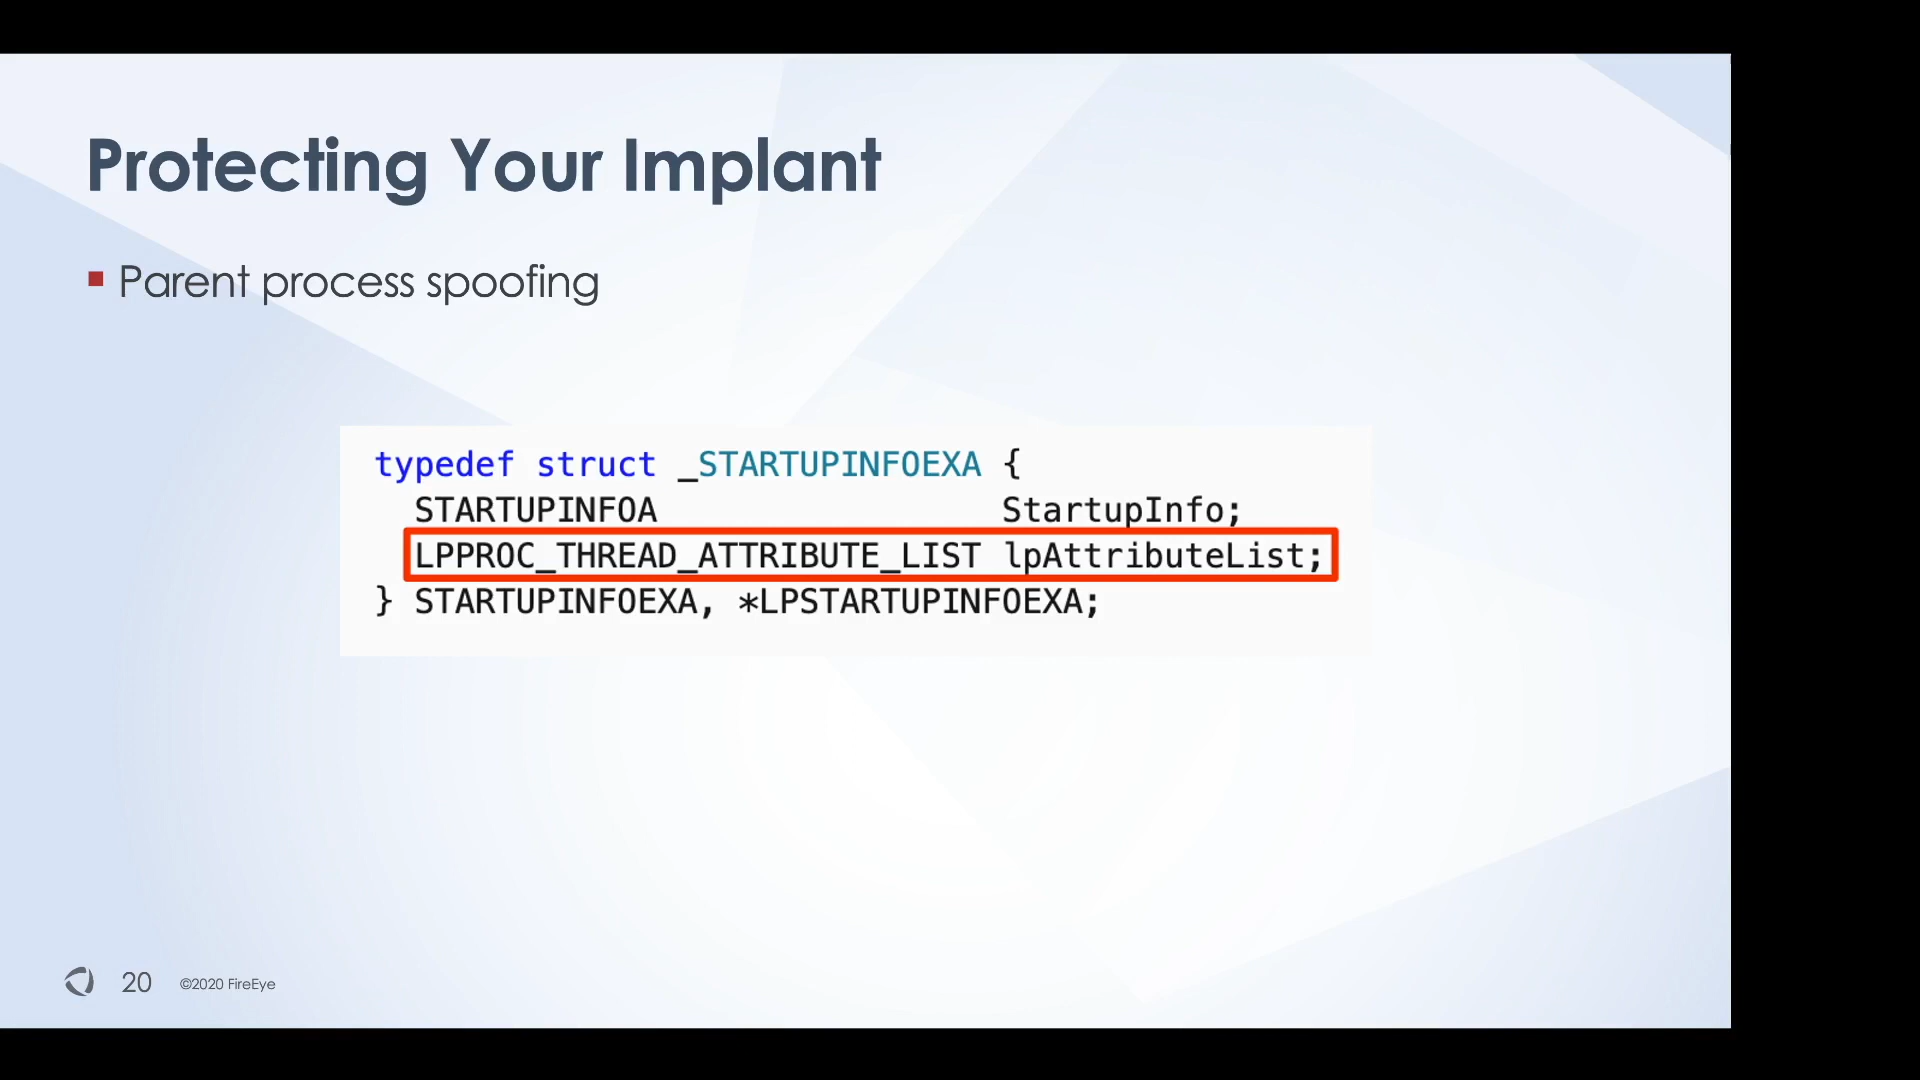 Protecting Your Implant
Parent process spoofing
typedef struct _STARTUPINFOEXA {
STARTUPINFOA StartupInfo;
LPPROC_THREAD_ATTRIBUTE_LIST lpAttributeList;
} STARTUPINFOEXA, *LPSTARTUPINFOEXA;
20 ©2020 FireEye